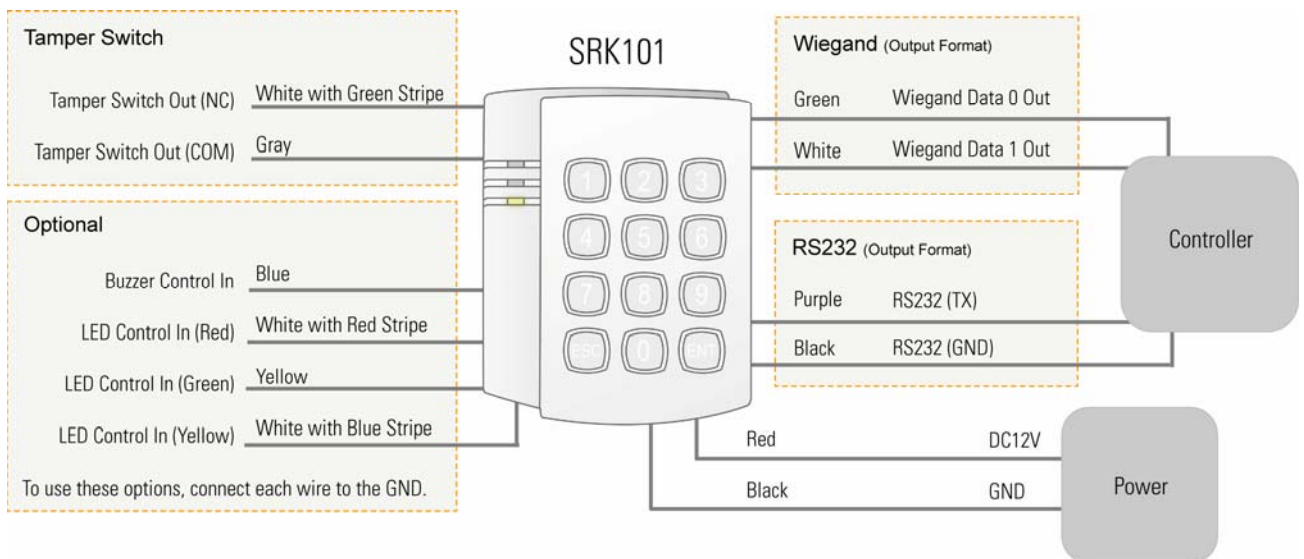 SRK101
Tamper Switch
Tamper Switch Out (NC) White with Green Stripe
Tamper Switch Out (COM) Gray
Optional
Buzzer Control In Blue
LED Control In (Red) White with Red Stripe
LED Control In (Green) Yellow
LED Control In (Yellow) White with Blue Stripe
To use these options, connect each wire to the GND.
1 2 3
4 5 6
7 8 9
ESC 0 ENT
Wiegand (Output Format)
Green Wiegand Data 0 Out
White Wiegand Data 1 Out
RS232 (Output Format)
Purple RS232 (TX)
Black RS232 (GND)
Controller
Red DC12V
Black GND
Power